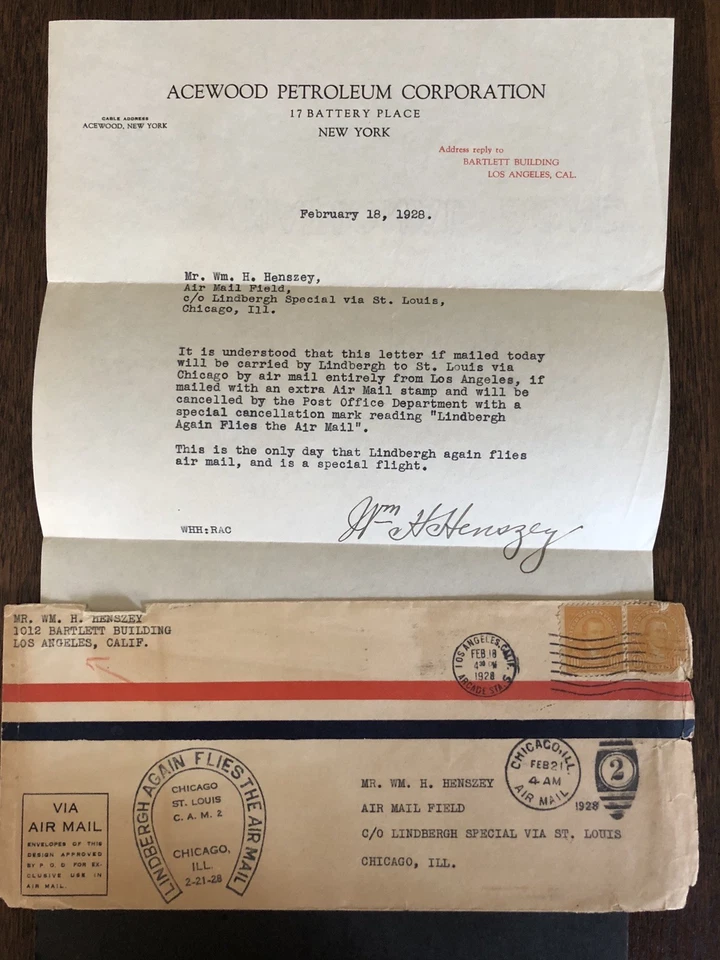 ACEWOOD PETROLEUM CORPORATION
17 BATTERY PLACE
NEW YORK
CABLE ADDRESS
ACEWOOD, NEW YORK
Address reply to
BARTLETT BUILDING
LOS ANGELES, CAL.
February 18, 1928.
Mr. Wm. H. Henszey,
Air Mail Field,
c/o Lindbergh Special via St. Louis,
Chicago, Ill.
It is understood that this letter if mailed today
will be carried by Lindbergh to St. Louis via
Chicago by air mail entirely from Los Angeles, if
mailed with an extra Air Mail stamp and will be
cancelled by the Post Office Department with a
special cancellation mark reading "Lindbergh
Again Flies the Air Mail".
This is the only day that Lindbergh again flies
air mail, and is a special flight.
WHH:RAC
Wm H Henszey
MR. WM. H. HENSZEY
1012 BARTLETT BUILDING
LOS ANGELES, CALIF.
LOS ANGELES, CALIF.
FEB 18
1928
ARCADE STA.
CHICAGO, ILL.
FEB 21
4 AM
AIR MAIL
1928
2
MR. WM. H. HENSZEY
AIR MAIL FIELD
C/O LINDBERGH SPECIAL VIA ST. LOUIS
CHICAGO, ILL.
LINDBERGH AGAIN FLIES THE AIR MAIL
CHICAGO
ST. LOUIS
C. A. M. 2
CHICAGO,
ILL.
2-21-28
VIA
AIR MAIL
ENVELOPES OF THIS
DESIGN APPROVED
BY P. O. D. FOR EX-
CLUSIVE USE IN
AIR MAIL.